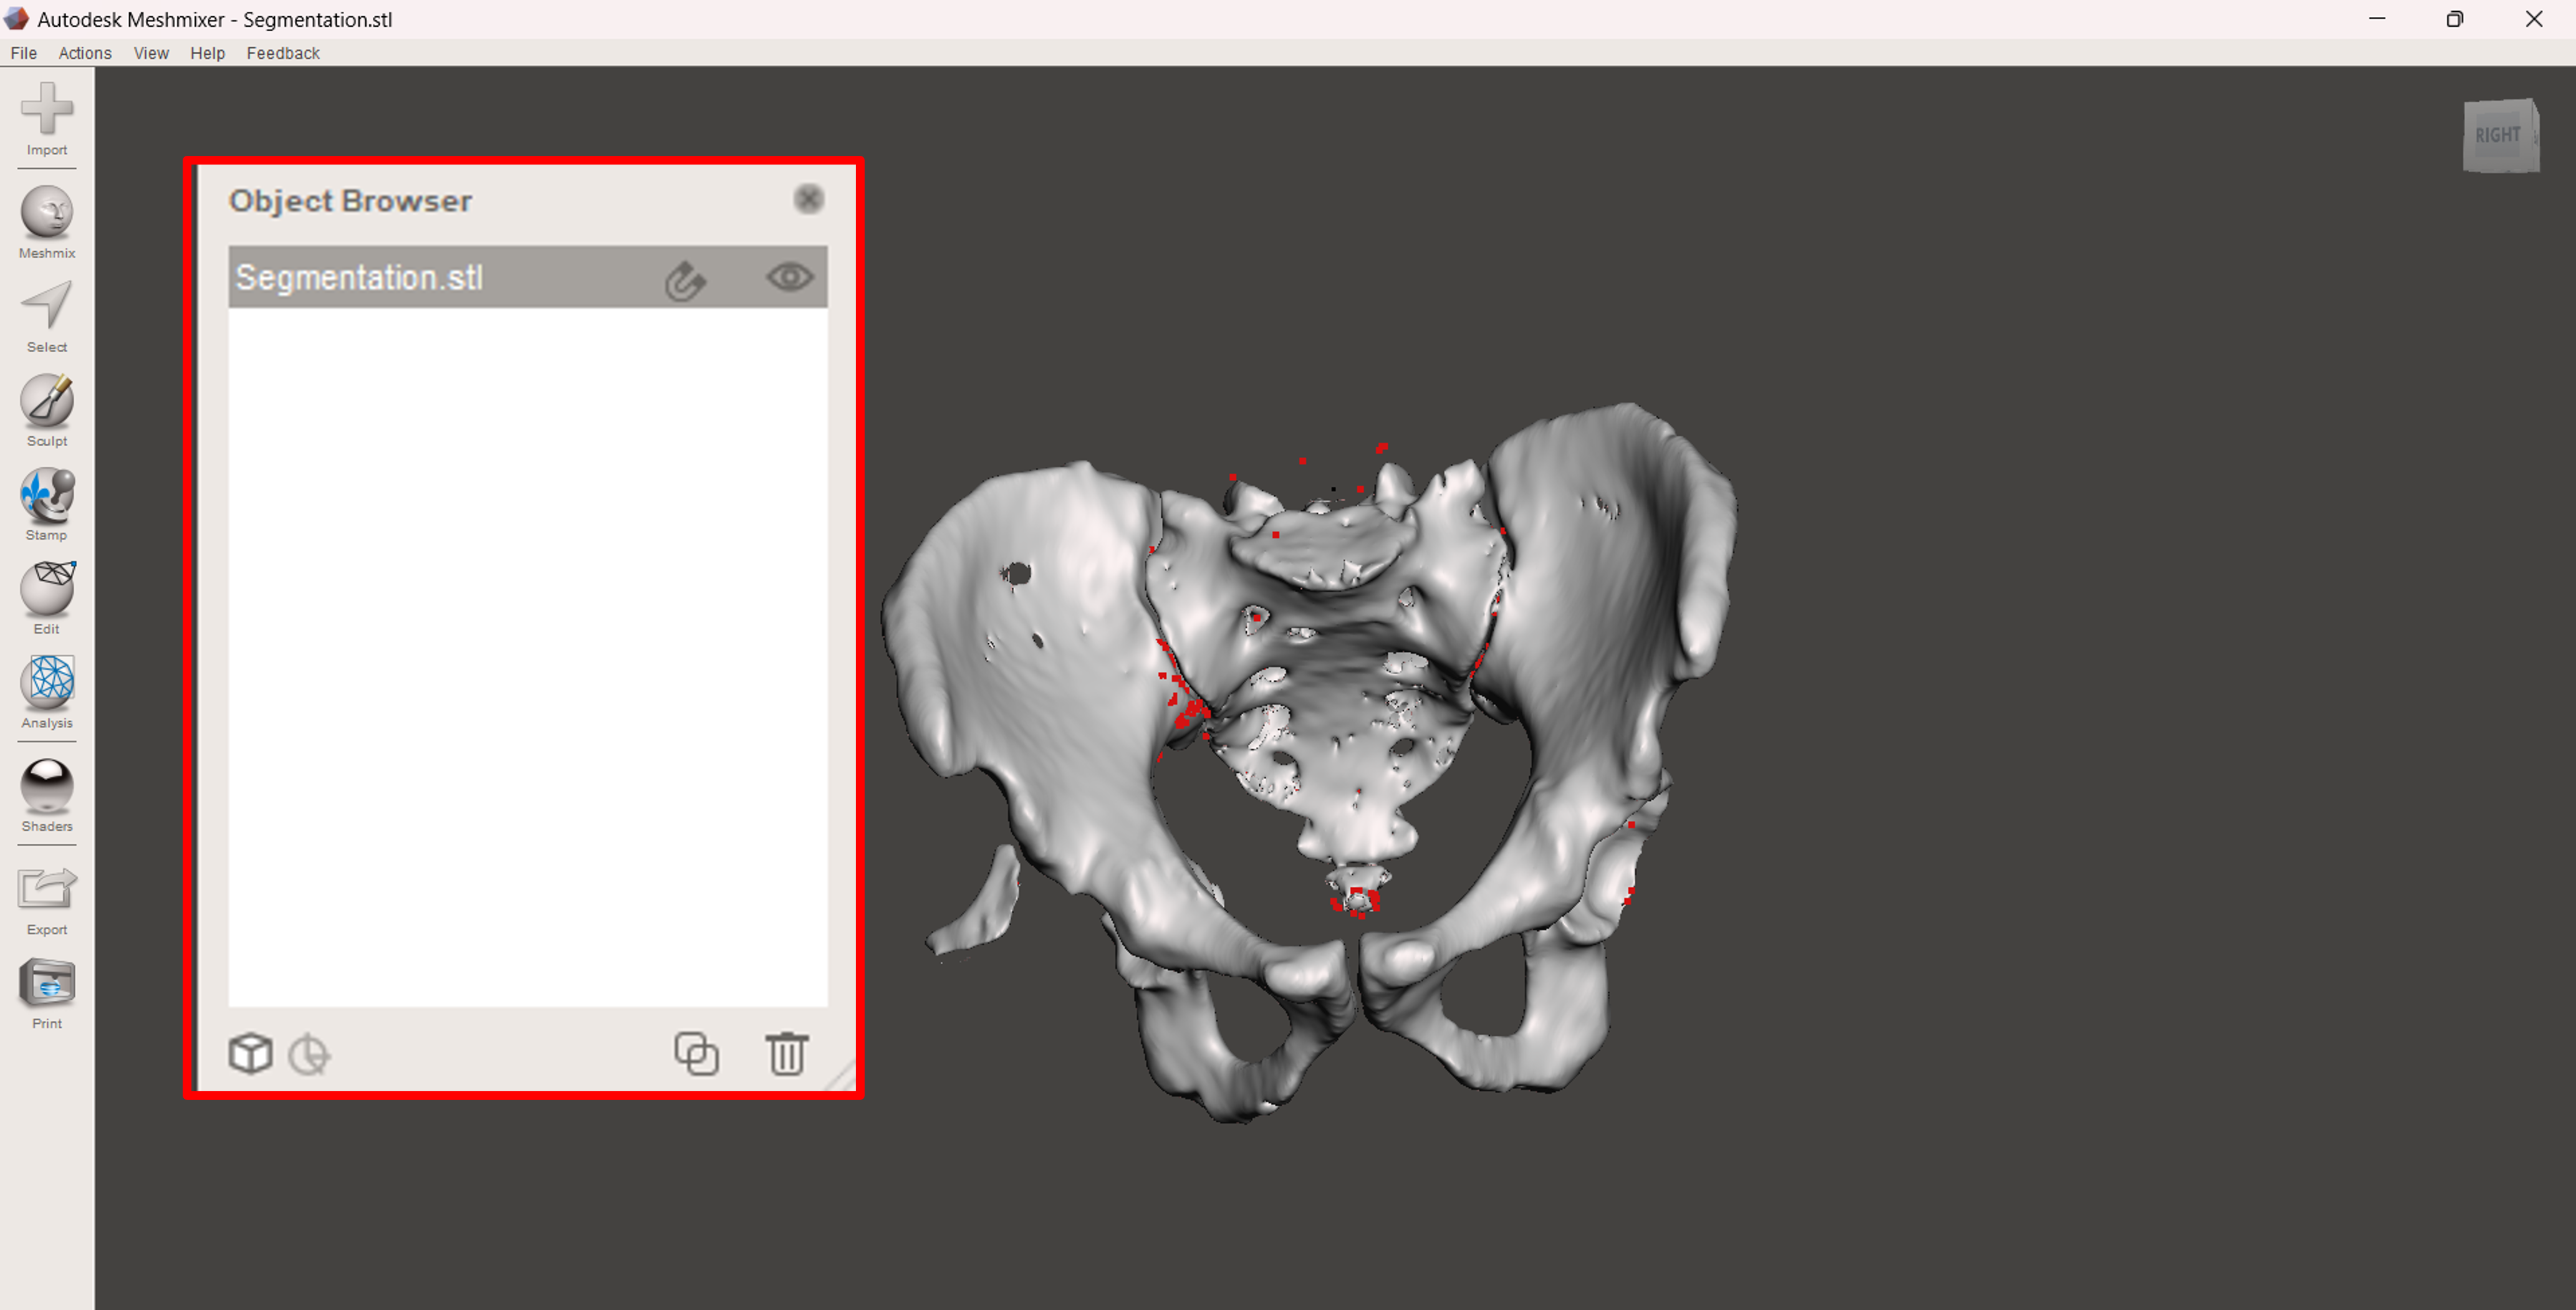 Autodesk Meshmixer - Segmentation.stl
File Actions View Help Feedback
Import
Meshmix
Select
Sculpt
Stamp
Edit
Analysis
Shaders
Export
Print
Object Browser
Segmentation.stl
RIGHT